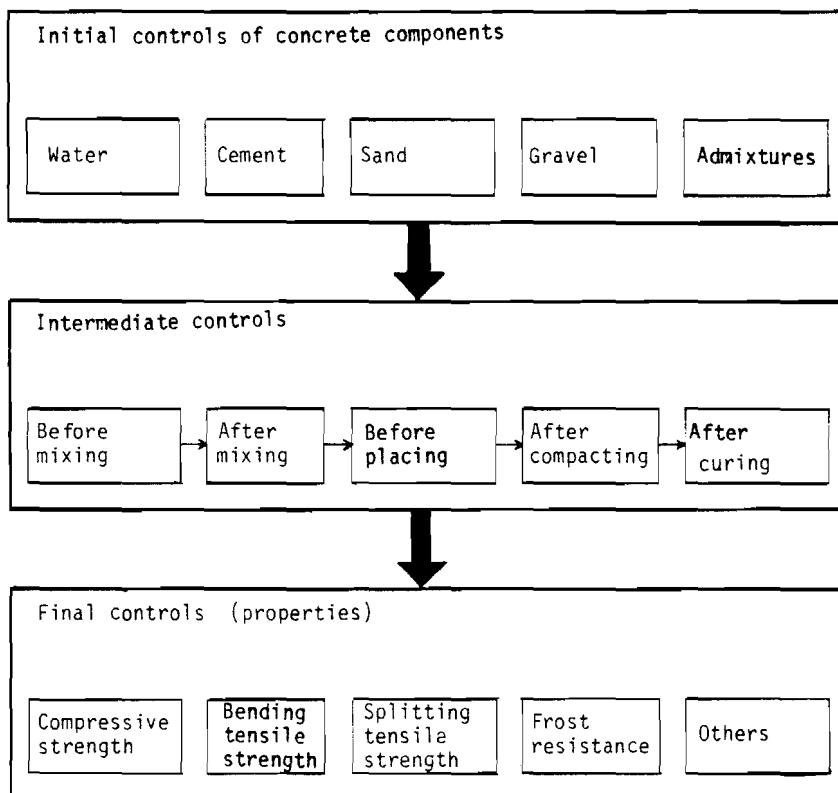 Initial controls of concrete components
Water
Cement
Sand
Gravel
Admixtures
Intermediate controls
Before
mixing
After
mixing
Before
placing
After
compacting
After
curing
Final controls (properties)
Compressive
strength
Bending
tensile
strength
Splitting
tensila
strength
Frost
resistance
Others